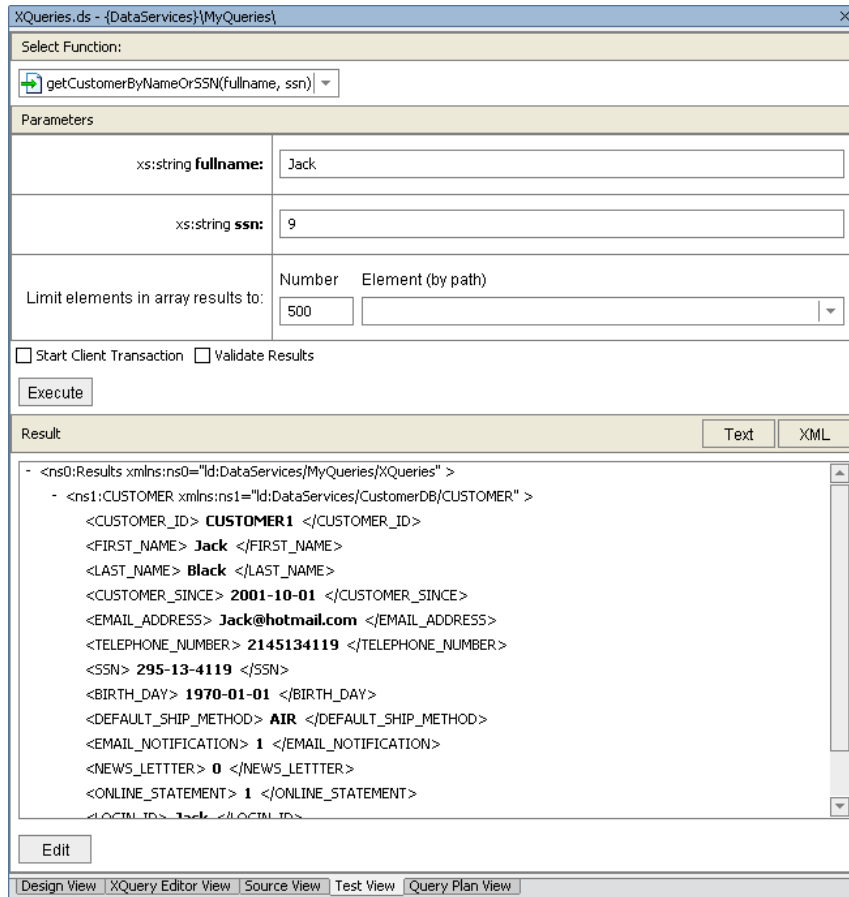 XQueries.ds - {DataServices}\MyQueries\
Select Function:
getCustomerByNameOrSSN(fullname, ssn)
Parameters
xs:string fullname: Jack
xs:string ssn: 9
Number Element (by path)
Limit elements in array results to: 500
Start Client Transaction Validate Results
Execute
Result Text XML
- <ns0:Results xmlns:ns0="ld:DataServices/MyQueries/XQueries" >
- <ns1:CUSTOMER xmlns:ns1="ld:DataServices/CustomerDB/CUSTOMER" >
<CUSTOMER_ID> CUSTOMER1 </CUSTOMER_ID>
<FIRST_NAME> Jack </FIRST_NAME>
<LAST_NAME> Black </LAST_NAME>
<CUSTOMER_SINCE> 2001-10-01 </CUSTOMER_SINCE>
<EMAIL_ADDRESS> Jack@hotmail.com </EMAIL_ADDRESS>
<TELEPHONE_NUMBER> 2145134119 </TELEPHONE_NUMBER>
<SSN> 295-13-4119 </SSN>
<BIRTH_DAY> 1970-01-01 </BIRTH_DAY>
<DEFAULT_SHIP_METHOD> AIR </DEFAULT_SHIP_METHOD>
<EMAIL_NOTIFICATION> 1 </EMAIL_NOTIFICATION>
<NEWS_LETTTER> 0 </NEWS_LETTTER>
<ONLINE_STATEMENT> 1 </ONLINE_STATEMENT>
<LOGIN_ID> Jack </LOGIN_ID>
Edit
Design View XQuery Editor View Source View Test View Query Plan View